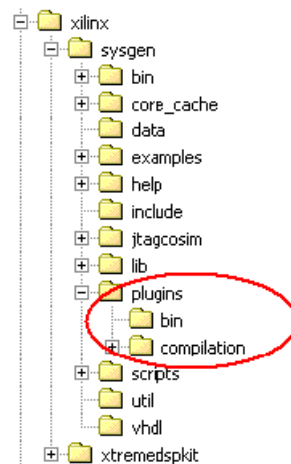 xilinx
sysgen
bin
core_cache
data
examples
help
include
jtagcosim
lib
plugins
bin
compilation
scripts
util
vhdl
xtremedspkit